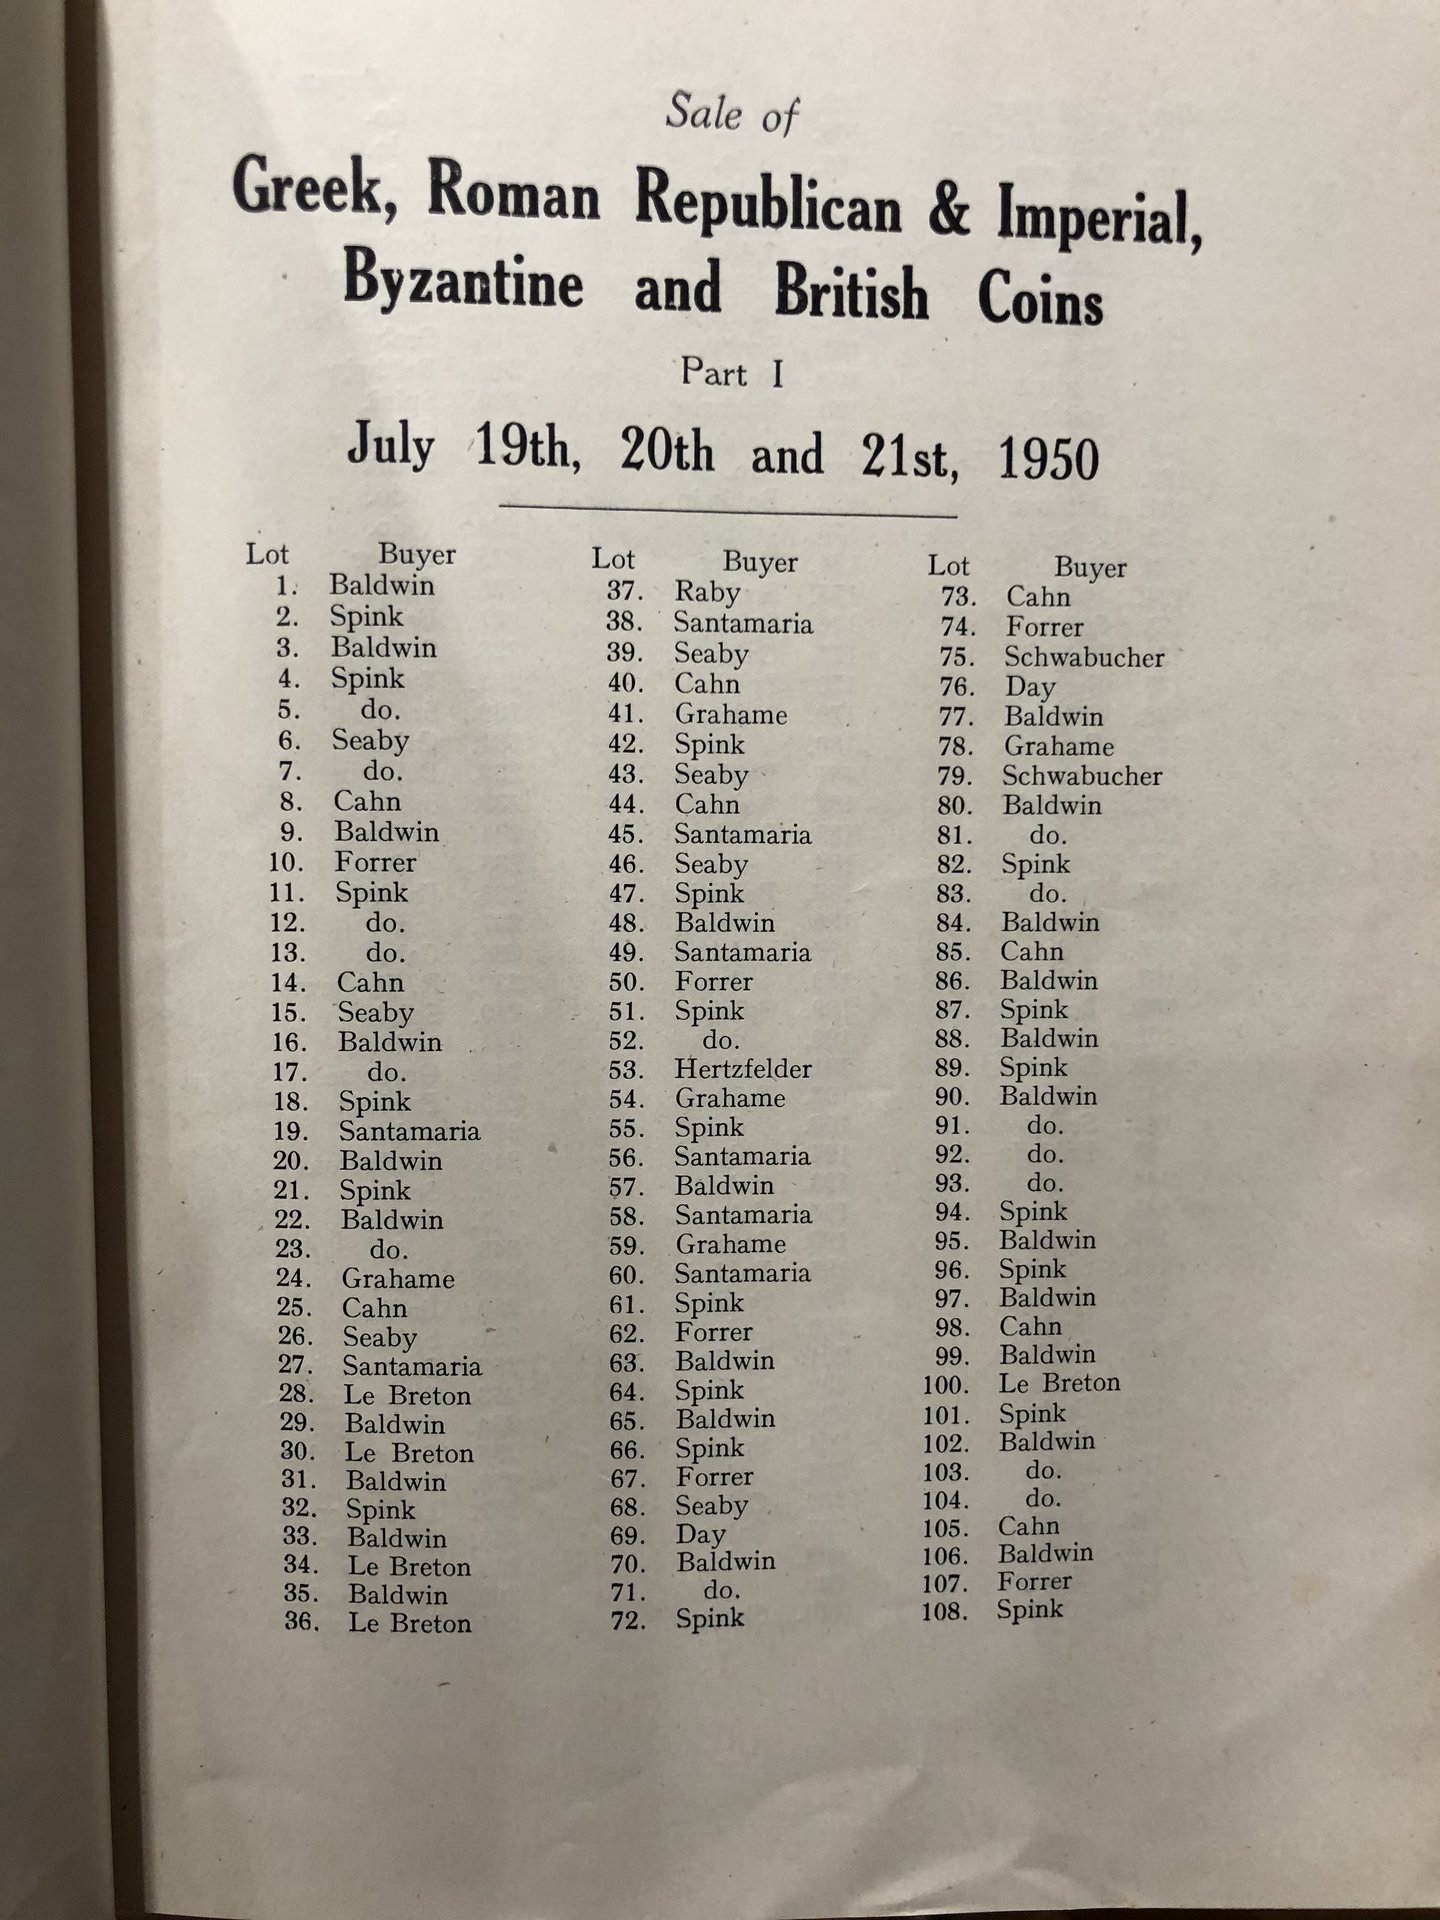 Sale of
Greek, Roman Republican & Imperial,
Byzantine and British Coins
Part I
July 19th, 20th and 21st, 1950
Lot Buyer
1. Baldwin
2. Spink
3. Baldwin
4. Spink
5. do.
6. Seaby
7. do.
8. Cahn
9. Baldwin
10. Forrer
11. Spink
12. do.
13. do.
14. Cahn
15. Seaby
16. Baldwin
17. do.
18. Spink
19. Santamaria
20. Baldwin
21. Spink
22. Baldwin
23. do.
24. Grahame
25. Cahn
26. Seaby
27. Santamaria
28. Le Breton
29. Baldwin
30. Le Breton
31. Baldwin
32. Spink
33. Baldwin
34. Le Breton
35. Baldwin
36. Le Breton
Lot Buyer
37. Raby
38. Santamaria
39. Seaby
40. Cahn
41. Grahame
42. Spink
43. Seaby
44. Cahn
45. Santamaria
46. Seaby
47. Spink
48. Baldwin
49. Santamaria
50. Forrer
51. Spink
52. do.
53. Hertzfelder
54. Grahame
55. Spink
56. Santamaria
57. Baldwin
58. Santamaria
59. Grahame
60. Santamaria
61. Spink
62. Forrer
63. Baldwin
64. Spink
65. Baldwin
66. Spink
67. Forrer
68. Seaby
69. Day
70. Baldwin
71. do.
72. Spink
Lot Buyer
73. Cahn
74. Forrer
75. Schwabucher
76. Day
77. Baldwin
78. Grahame
79. Schwabucher
80. Baldwin
81. do.
82. Spink
83. do.
84. Baldwin
85. Cahn
86. Baldwin
87. Spink
88. Baldwin
89. Spink
90. Baldwin
91. do.
92. do.
93. do.
94. Spink
95. Baldwin
96. Spink
97. Baldwin
98. Cahn
99. Baldwin
100. Le Breton
101. Spink
102. Baldwin
103. do.
104. do.
105. Cahn
106. Baldwin
107. Forrer
108. Spink